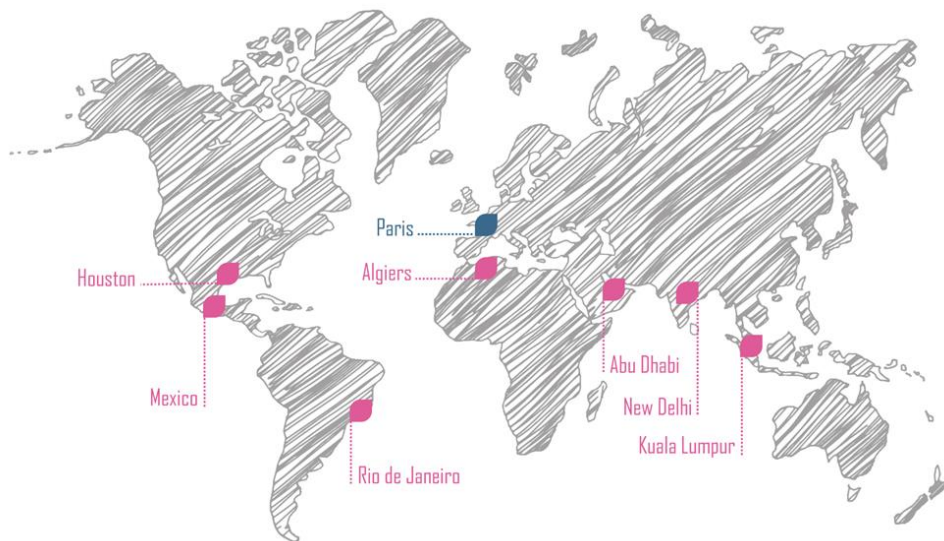 Paris
Houston
Algiers
Abu Dhabi
Mexico
New Delhi
Kuala Lumpur
Rio de Janeiro